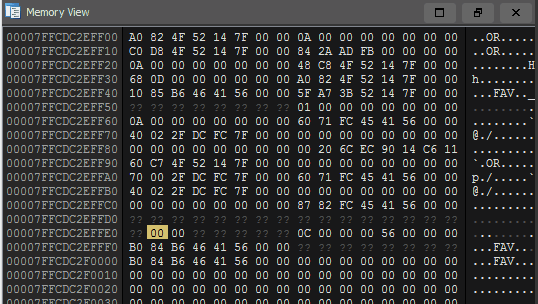 Memory View
00007FFCDC2EFF00 A0 82 4F 52 14 7F 00 00 0A 00 00 00 00 00 00 00 ..OR......
00007FFCDC2EFF10 C0 D8 4F 52 14 7F 00 00 84 2A AD FB 00 00 00 00 ..OR......
00007FFCDC2EFF20 0A 00 00 00 00 00 00 00 48 C8 4F 52 14 7F 00 00 ........H
00007FFCDC2EFF30 68 0D 00 00 00 00 00 00 A0 82 4F 52 14 7F 00 00 h.........
00007FFCDC2EFF40 10 85 B6 46 41 56 00 00 5F A7 3B 52 14 7F 00 00 ...FAV.._
00007FFCDC2EFF50 ?? ?? ?? ?? ?? ?? ?? ?? 01 00 00 00 00 00 00 00
00007FFCDC2EFF60 0A 00 00 00 00 00 00 00 60 71 FC 45 41 56 00 00 ........`
00007FFCDC2EFF70 40 02 2F DC FC 7F 00 00 00 00 00 00 00 00 00 00 @./......
00007FFCDC2EFF80 00 00 00 00 00 00 00 00 00 20 6C EC 90 14 C6 11
00007FFCDC2EFF90 60 C7 4F 52 14 7F 00 00 00 00 00 00 00 00 00 00 `.OR......
00007FFCDC2EFFA0 70 00 2F DC FC 7F 00 00 60 71 FC 45 41 56 00 00 p./.....`
00007FFCDC2EFFB0 40 02 2F DC FC 7F 00 00 00 00 00 00 00 00 00 00 @./......
00007FFCDC2EFFC0 00 00 00 00 00 00 00 00 87 82 FC 45 41 56 00 00
00007FFCDC2EFFD0 ?? ?? ?? ?? ?? ?? ?? ?? ?? ?? ?? ?? ?? ?? ?? ??
00007FFCDC2EFFE0 ?? 00 00 ?? ?? ?? ?? ?? 0C 00 00 00 56 00 00 00
00007FFCDC2EFFF0 B0 84 B6 46 41 56 00 00 ?? ?? ?? ?? ?? ?? ?? ?? ...FAV..
00007FFCDC2F0000 B0 84 B6 46 41 56 00 00 00 00 00 00 00 00 00 00 ...FAV....
00007FFCDC2F0010 00 00 00 00 00 00 00 00 00 00 00 00 00 00 00 00
00007FFCDC2F0020 00 00 00 00 00 00 00 00 00 00 00 00 00 00 00 00